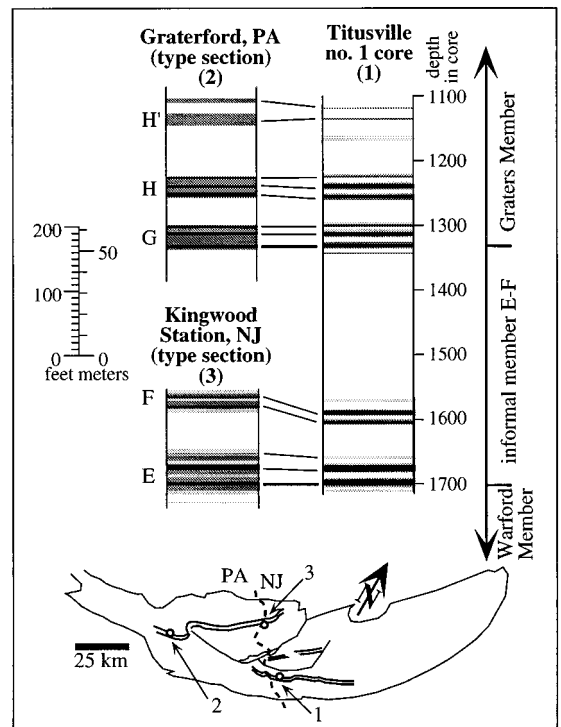 Graterford, PA
(type section)
(2)
Titusville
no. 1 core
(1)
depth
in core
H'
H
G
200
100
0
50
0
feet meters
1100
1200
1300
1400
1500
1600
1700
Graters Member
informal member E-F
Warford
Member
Kingwood
Station, NJ
(type section)
(3)
F
E
PA NJ
3
N
25 km
2
1